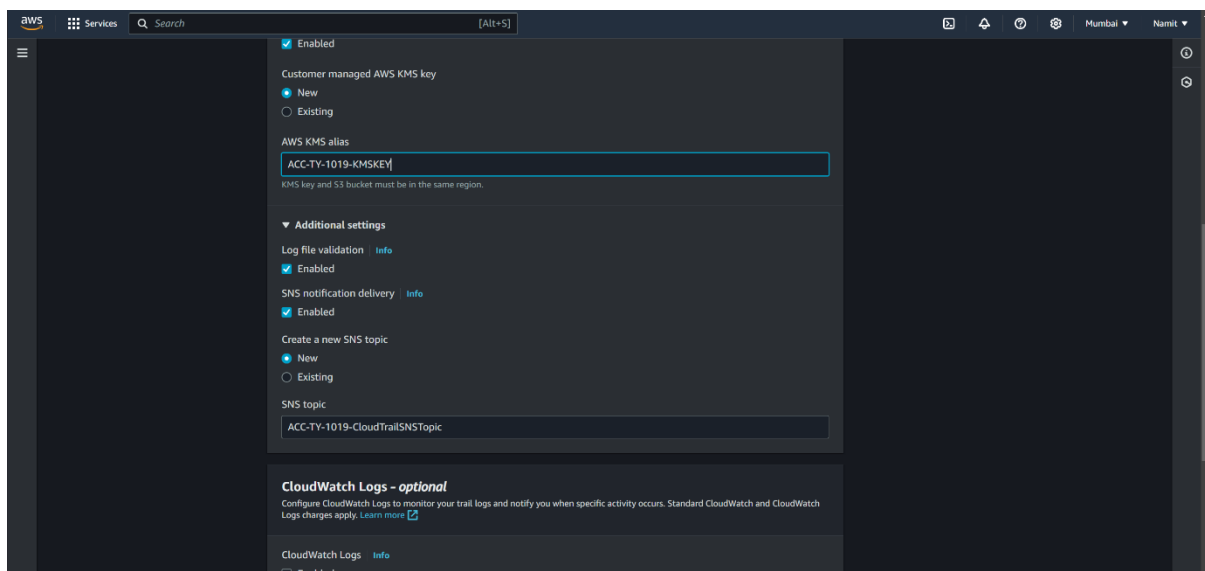 aws Services Search [Alt+S] Mumbai Namit
Enabled
Customer managed AWS KMS key
New
Existing
AWS KMS alias
ACC-TY-1019-KMSKEY
KMS key and S3 bucket must be in the same region.
Additional settings
Log file validation Info
Enabled
SNS notification delivery Info
Enabled
Create a new SNS topic
New
Existing
SNS topic
ACC-TY-1019-CloudTrailSNSTopic
CloudWatch Logs - optional
Configure CloudWatch Logs to monitor your trail logs and notify you when specific activity occurs. Standard CloudWatch and CloudWatch
Logs charges apply. Learn more
CloudWatch Logs Info